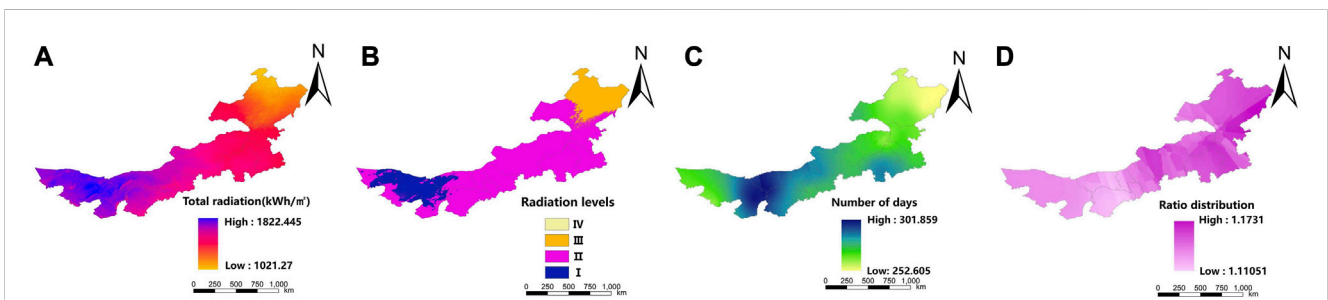 A
N
Total radiation(kWh/㎡)
High : 1822.445
Low : 1021.27
0 250 500 750 1,000
km
B
N
Radiation levels
IV
III
II
I
0 250 500 750 1,000
km
C
N
Number of days
High : 301.859
Low: 252.605
0 250 500 750 1,000
km
D
N
Ratio distribution
High : 1.1731
Low : 1.11051
0 250 500 750 1,000
km